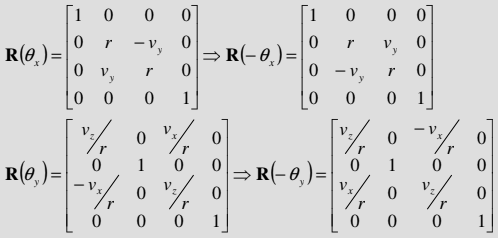 R(θx) = [1 0 0 0; 0 r −vy 0; 0 vy r 0; 0 0 0 1] ⇒ R(−θx) = [1 0 0 0; 0 r vy 0; 0 −vy r 0; 0 0 0 1]
R(θy) = [vz/r 0 vx/r 0; 0 1 0 0; −vx/r 0 vz/r 0; 0 0 0 1] ⇒ R(−θy) = [vz/r 0 −vx/r 0; 0 1 0 0; vx/r 0 vz/r 0; 0 0 0 1]